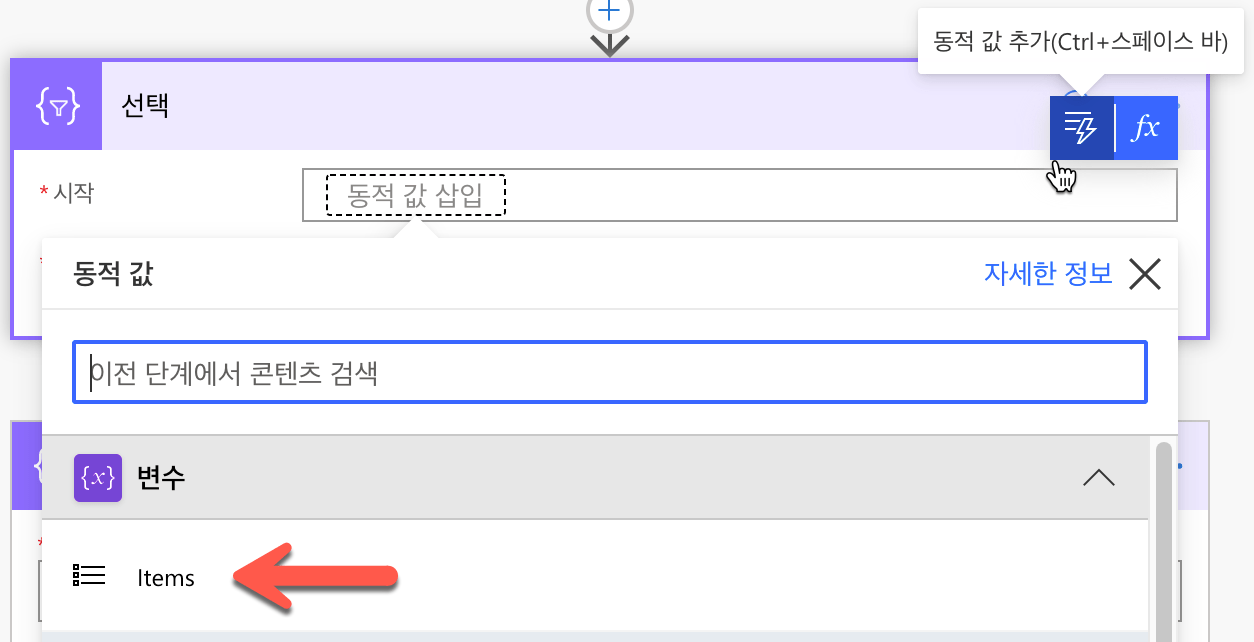 동적 값 추가(Ctrl+스페이스 바)
선택
fx
* 시작
동적 값 삽입
*
동적 값
자세한 정보
이전 단계에서 콘텐츠 검색
{x} 변수
*
Items